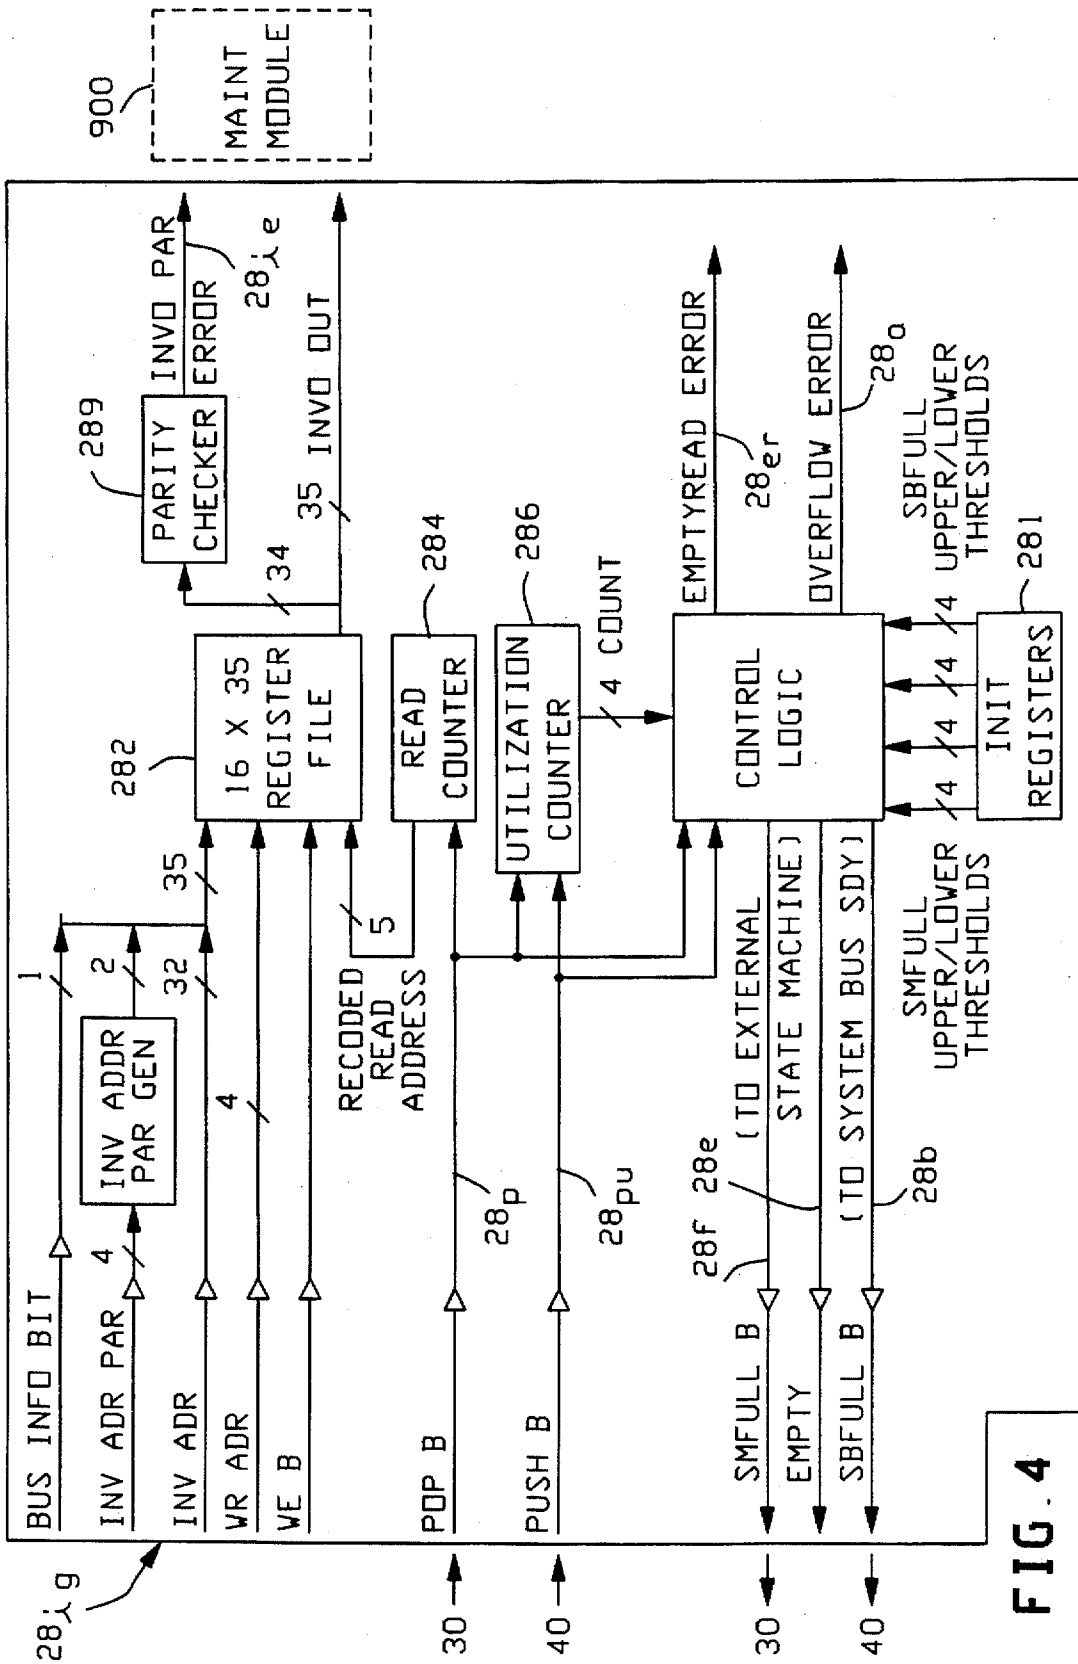 900
MAINT
MODULE
28ig
BUS INFO BIT
1
INV ADR PAR
4
INV ADDR
PAR GEN
2
INV ADR
32
35
WR ADR
4
WE B
282
16 X 35
REGISTER
FILE
34
289
PARITY
CHECKER
INVO PAR
ERROR
28ie
35 INVO OUT
RECODED
READ
ADDRESS
5
READ
COUNTER
284
30
POP B
28p
UTILIZATION
COUNTER
286
40
PUSH B
28pu
4 COUNT
CONTROL
LOGIC
EMPTYREAD ERROR
28er
OVERFLOW ERROR
28o
30
SMFULL B
28f
(TO EXTERNAL
STATE MACHINE)
EMPTY
28e
40
SBFULL B
(TO SYSTEM BUS SDY)
28b
SMFULL
UPPER/LOWER
THRESHOLDS
4
4
4
4
SBFULL
UPPER/LOWER
THRESHOLDS
INIT
REGISTERS
281
FIG. 4